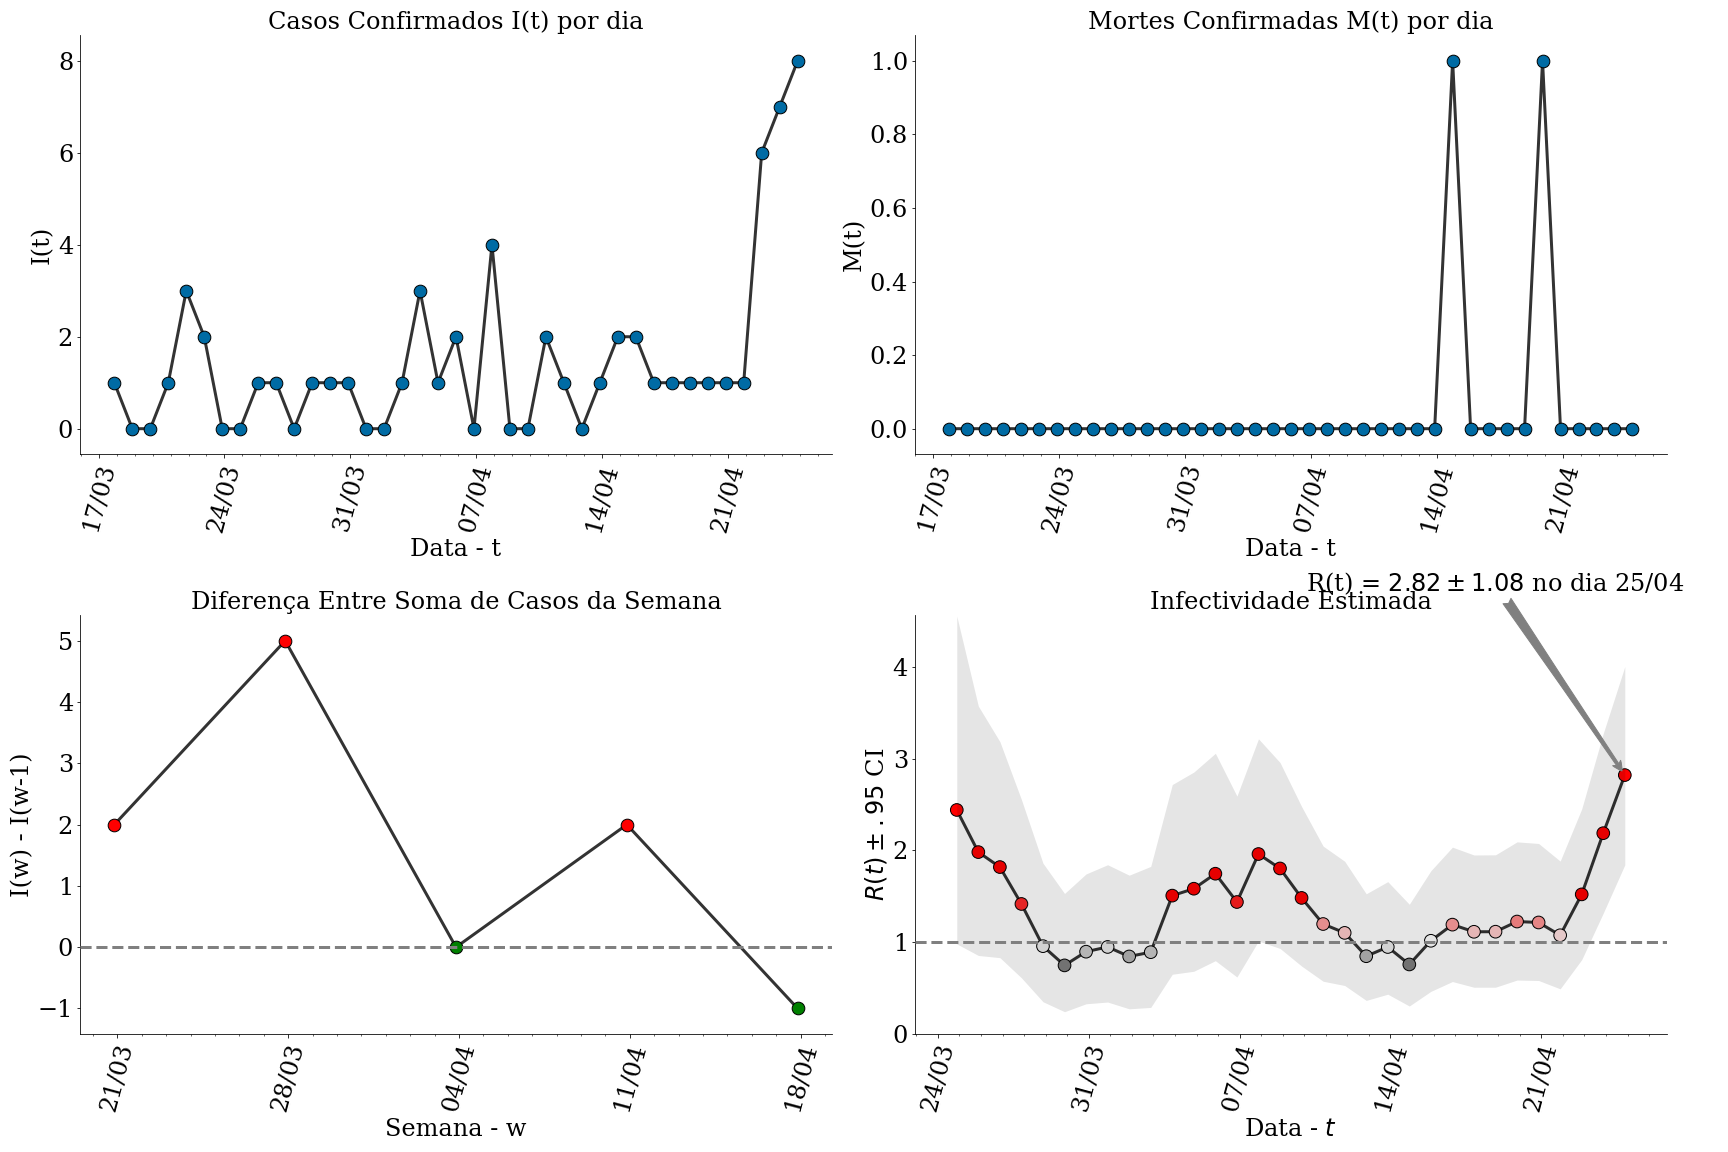 Casos Confirmados I(t) por dia
I(t)
8
6
4
2
0
17/03 24/03 31/03 07/04 14/04 21/04
Data - t
Mortes Confirmadas M(t) por dia
M(t)
1.0
0.8
0.6
0.4
0.2
0.0
17/03 24/03 31/03 07/04 14/04 21/04
Data - t
Diferença Entre Soma de Casos da Semana
I(w) - I(w-1)
5
4
3
2
1
0
−1
21/03 28/03 04/04 11/04 18/04
Semana - w
R(t) = 2.82 ± 1.08 no dia 25/04
Infectividade Estimada
R(t) ± .95 CI
4
3
2
1
0
24/03 31/03 07/04 14/04 21/04
Data - t